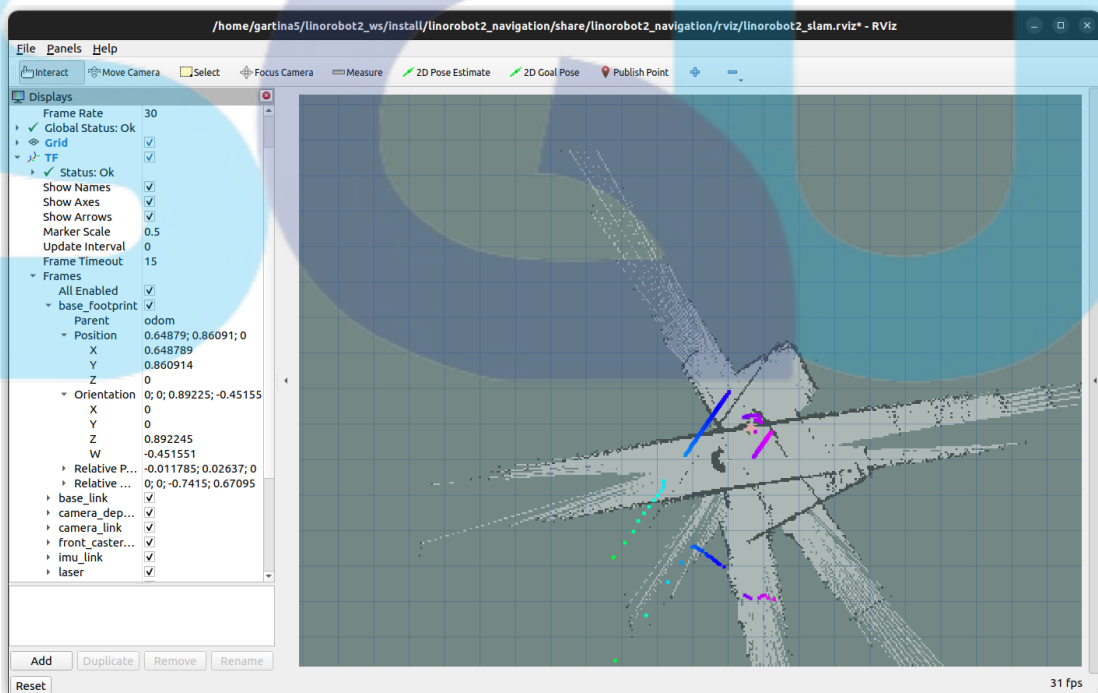 /home/gartina5/linorobot2_ws/install/linorobot2_navigation/share/linorobot2_navigation/rviz/linorobot2_slam.rviz* - RViz
File Panels Help
Interact Move Camera Select Focus Camera Measure 2D Pose Estimate 2D Goal Pose Publish Point
Displays
Frame Rate 30
Global Status: Ok
Grid
TF
Status: Ok
Show Names
Show Axes
Show Arrows
Marker Scale 0.5
Update Interval 0
Frame Timeout 15
Frames
All Enabled
base_footprint
Parent odom
Position 0.64879; 0.86091; 0
X 0.648789
Y 0.860914
Z 0
Orientation 0; 0; 0.89225; -0.45155
X 0
Y 0
Z 0.892245
W -0.451551
Relative P... -0.011785; 0.02637; 0
Relative ... 0; 0; -0.7415; 0.67095
base_link
camera_dep...
camera_link
front_caster...
imu_link
laser
Add Duplicate Remove Rename
Reset 31 fps